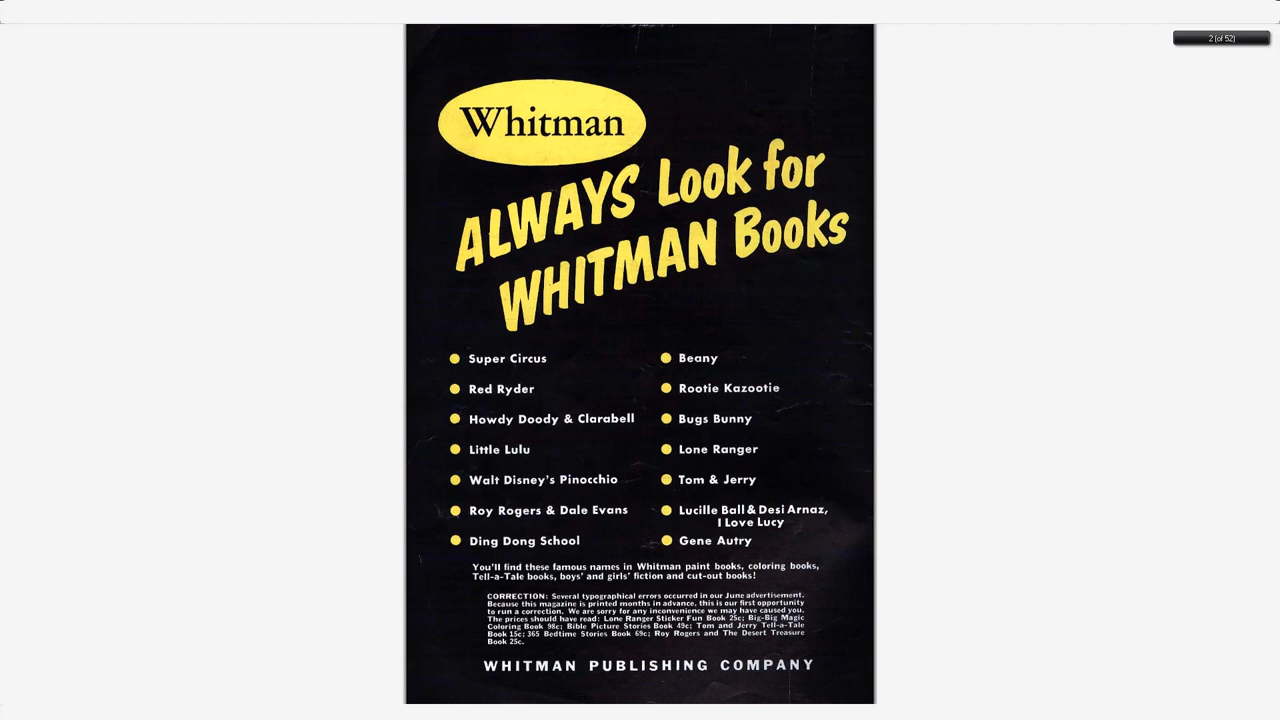 2 (of 52)
Whitman
ALWAYS Look for
WHITMAN Books
Super Circus
Red Ryder
Howdy Doody & Clarabell
Little Lulu
Walt Disney's Pinocchio
Roy Rogers & Dale Evans
Ding Dong School
Beany
Rootie Kazootie
Bugs Bunny
Lone Ranger
Tom & Jerry
Lucille Ball & Desi Arnaz,
I Love Lucy
Gene Autry
You'll find these famous names in Whitman paint books, coloring books,
Tell-a-Tale books, boys' and girls' fiction and cut-out books!
CORRECTION: Several typographical errors occurred in our June advertisement.
Because this magazine is printed months in advance, this is our first opportunity
to run a correction. We are sorry for any inconvenience we may have caused you.
The prices should have read: Lone Ranger Sticker Fun Book 25c; Big-Big Magic
Coloring Book 98c; Bible Picture Stories Book 49c; Tom and Jerry Tell-a-Tale
Book 15c; 365 Bedtime Stories Book 69c; Roy Rogers and The Desert Treasure
Book 25c.
WHITMAN PUBLISHING COMPANY